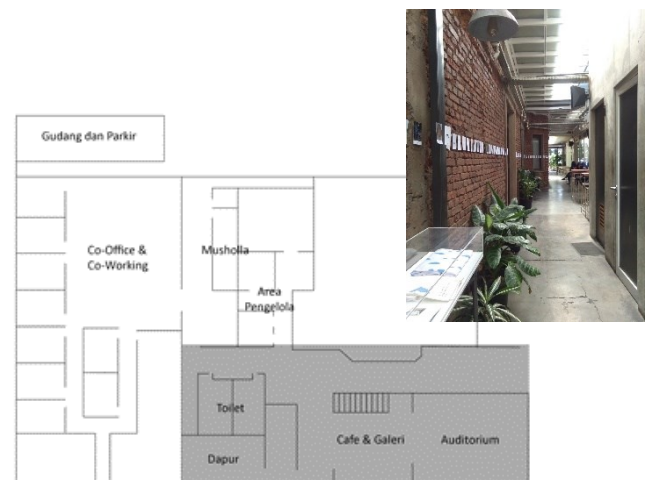 Gudang dan Parkir
Co-Office &
Co-Working
Musholla
Area
Pengelola
Toilet
Cafe & Galeri
Auditorium
Dapur